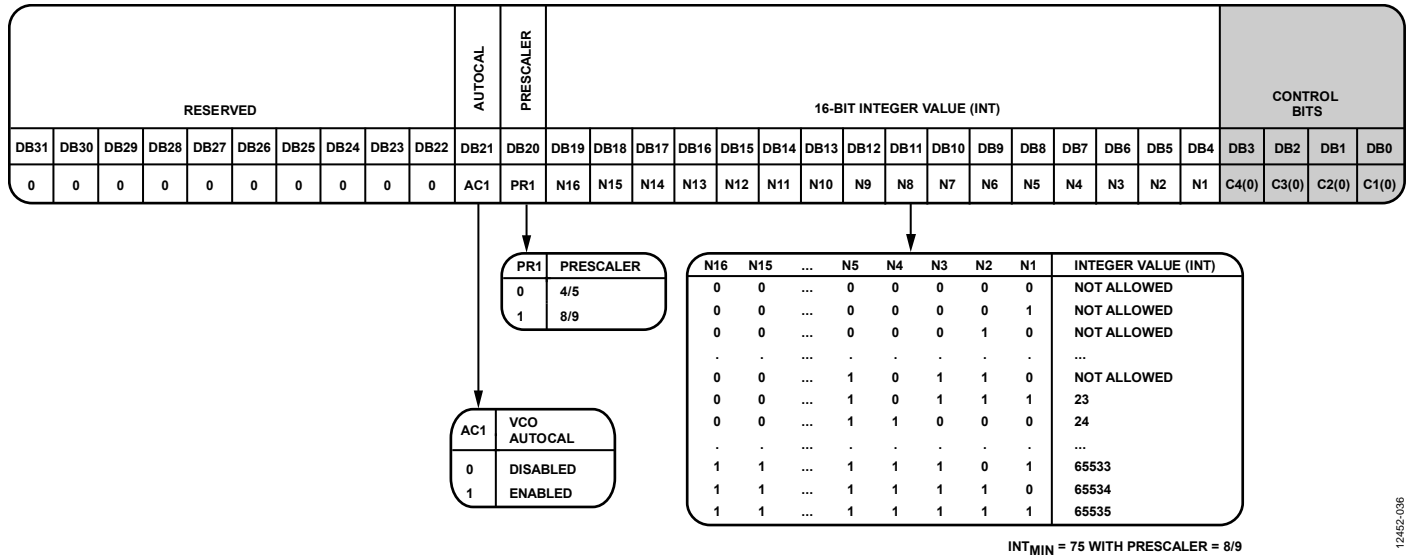 RESERVED AUTOCAL PRESCALER 16-BIT INTEGER VALUE (INT) CONTROL BITS
DB31 DB30 DB29 DB28 DB27 DB26 DB25 DB24 DB23 DB22 DB21 DB20 DB19 DB18 DB17 DB16 DB15 DB14 DB13 DB12 DB11 DB10 DB9 DB8 DB7 DB6 DB5 DB4 DB3 DB2 DB1 DB0
0 0 0 0 0 0 0 0 0 0 AC1 PR1 N16 N15 N14 N13 N12 N11 N10 N9 N8 N7 N6 N5 N4 N3 N2 N1 C4(0) C3(0) C2(0) C1(0)
PR1 PRESCALER
0 4/5
1 8/9
AC1 VCO AUTOCAL
0 DISABLED
1 ENABLED
N16 N15 ... N5 N4 N3 N2 N1 INTEGER VALUE (INT)
0 0 ... 0 0 0 0 0 NOT ALLOWED
0 0 ... 0 0 0 0 1 NOT ALLOWED
0 0 ... 0 0 0 1 0 NOT ALLOWED
. . ... . . . . . ...
0 0 ... 1 0 1 1 0 NOT ALLOWED
0 0 ... 1 0 1 1 1 23
0 0 ... 1 1 0 0 0 24
. . ... . . . . . ...
1 1 ... 1 1 1 0 1 65533
1 1 ... 1 1 1 1 0 65534
1 1 ... 1 1 1 1 1 65535
INTMIN = 75 WITH PRESCALER = 8/9
12452-036